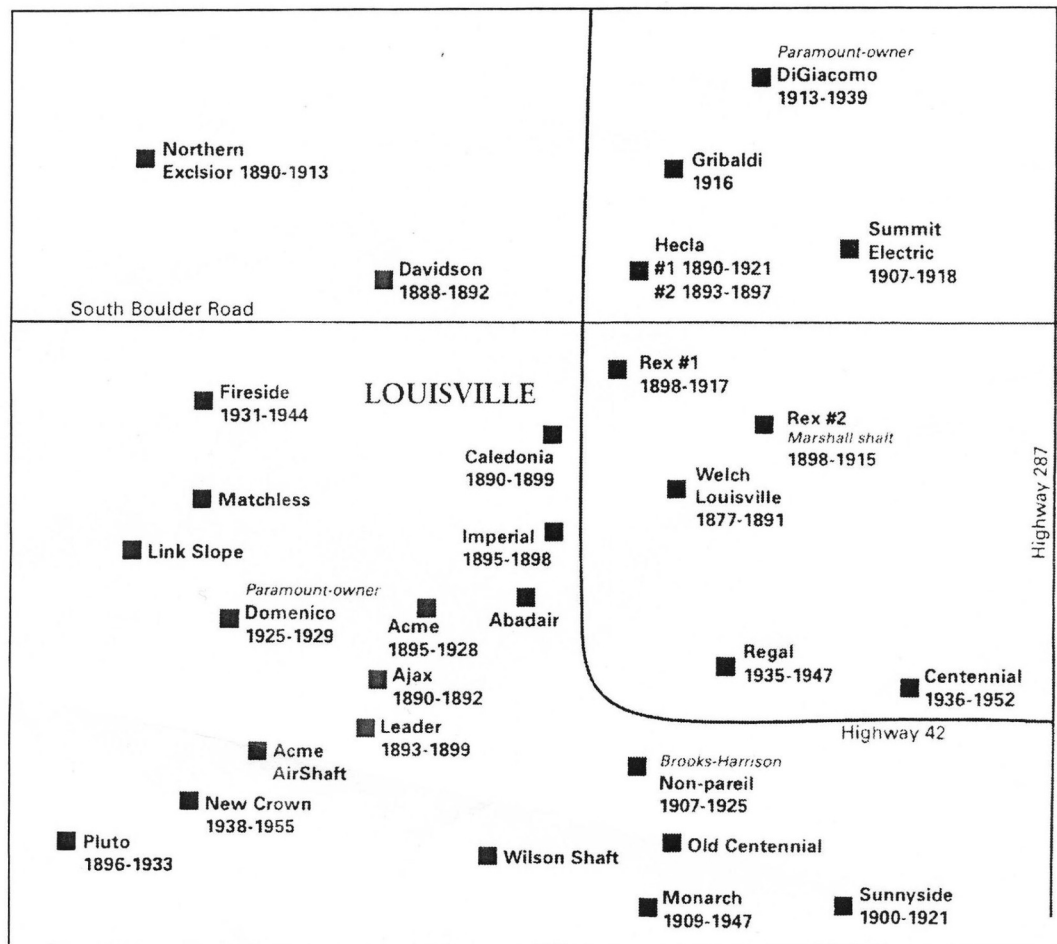 Paramount-owner
DiGiacomo
1913-1939
Northern
Exclsior 1890-1913
Gribaldi
1916
Summit
Electric
1907-1918
Hecla
#1 1890-1921
#2 1893-1897
Davidson
1888-1892
South Boulder Road
Rex #1
1898-1917
Fireside
1931-1944
LOUISVILLE
Rex #2
Marshall shaft
1898-1915
Caledonia
1890-1899
Welch
Louisville
1877-1891
Highway 287
Matchless
Imperial
1895-1898
Link Slope
Paramount-owner
Domenico
1925-1929
Acme
1895-1928
Abadair
Regal
1935-1947
Centennial
1936-1952
Ajax
1890-1892
Leader
1893-1899
Highway 42
Acme
AirShaft
Brooks-Harrison
Non-pareil
1907-1925
New Crown
1938-1955
Pluto
1896-1933
Wilson Shaft
Old Centennial
Monarch
1909-1947
Sunnyside
1900-1921